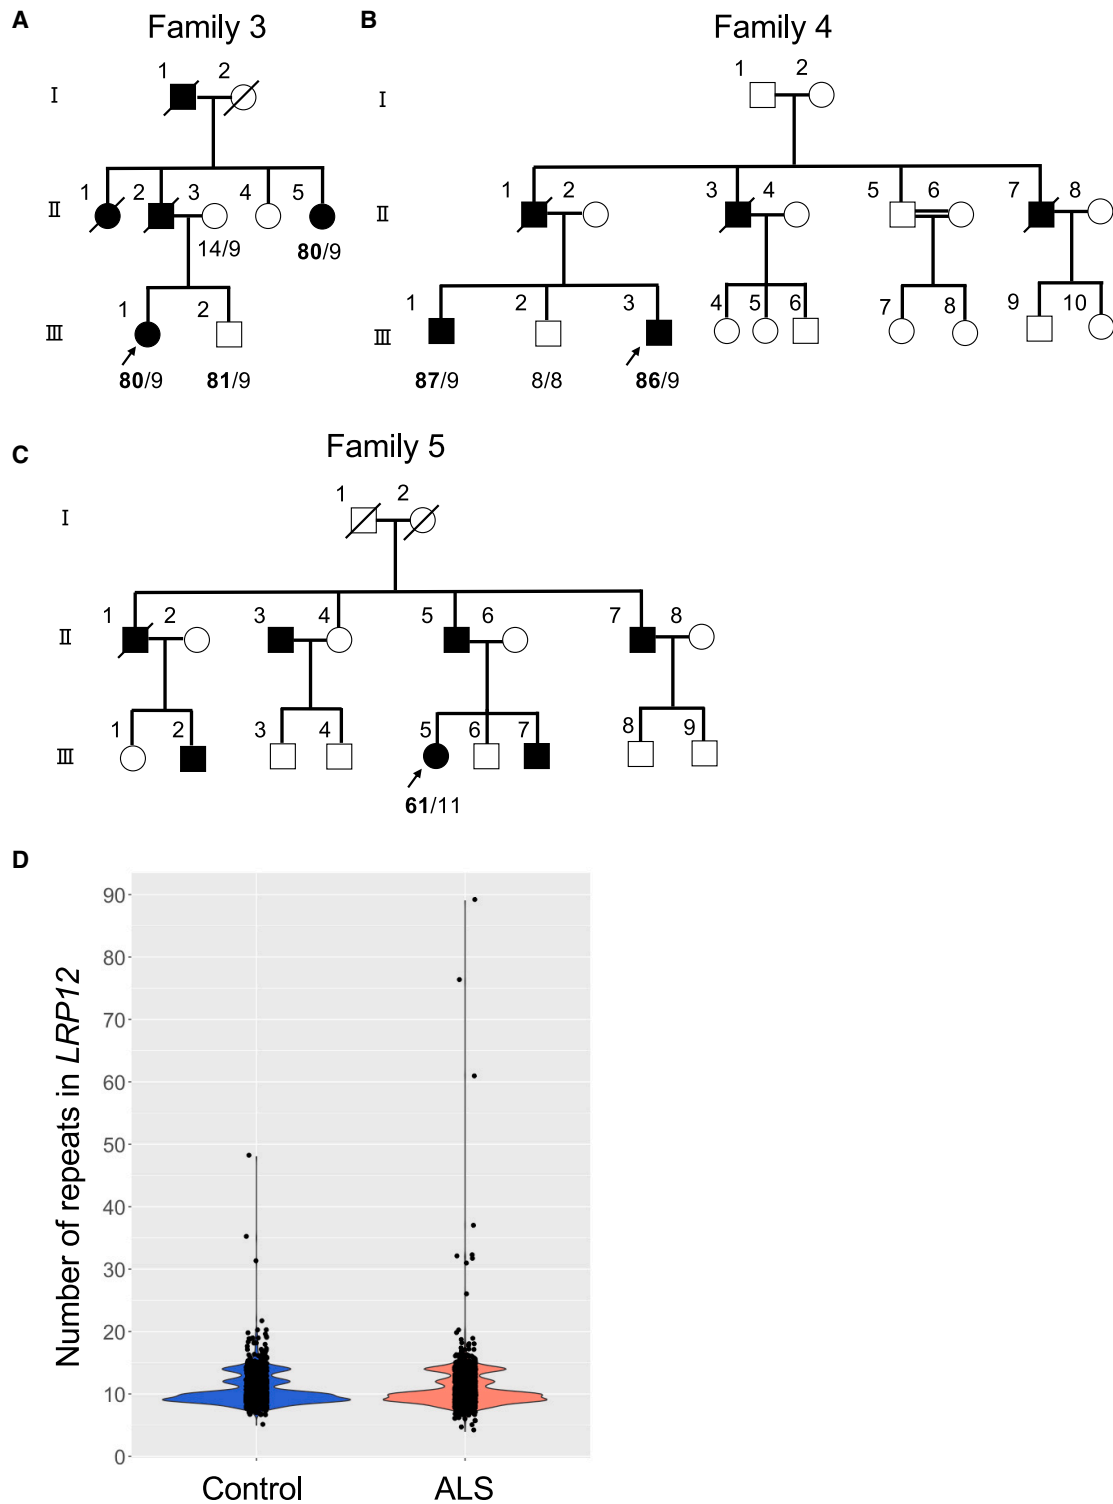 A
Family 3
1 2
I
1 2 3 4 5
II
14/9 80/9
1 2
III
80/9 81/9
B
Family 4
1 2
I
1 2 3 4 5 6 7 8
II
1 2 3 4 5 6 7 8 9 10
III
87/9 8/8 86/9
C
Family 5
1 2
I
1 2 3 4 5 6 7 8
II
1 2 3 4 5 6 7 8 9
III
61/11
D
Number of repeats in LRP12
90
80
70
60
50
40
30
20
10
0
Control ALS